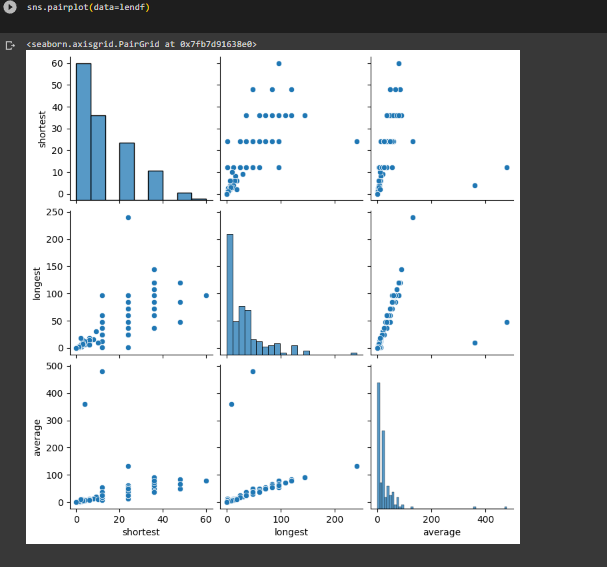 sns.pairplot(data=lendf)
<seaborn.axisgrid.PairGrid at 0x7fb7d91638e0>
60
50
40
30
20
10
0
shortest
250
200
150
100
50
0
longest
500
400
300
200
100
0
average
0 20 40 60
shortest
0 100 200
longest
0 200 400
average